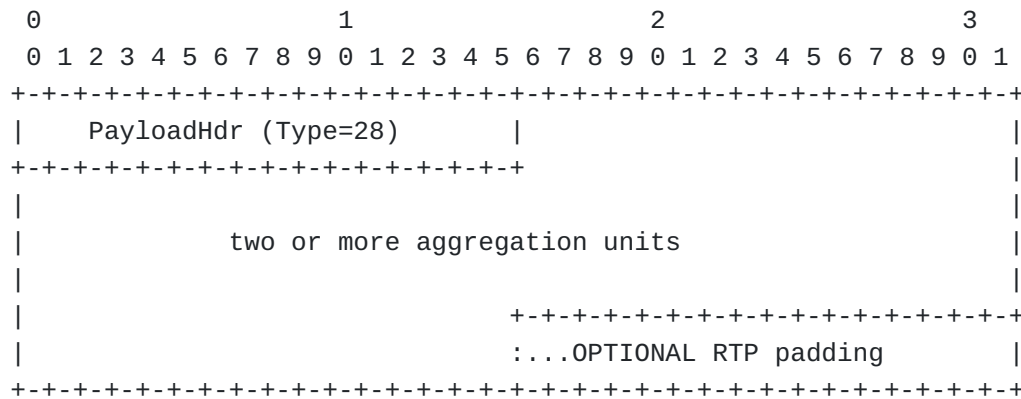 0                   1                   2                   3
 0 1 2 3 4 5 6 7 8 9 0 1 2 3 4 5 6 7 8 9 0 1 2 3 4 5 6 7 8 9 0 1
+-+-+-+-+-+-+-+-+-+-+-+-+-+-+-+-+-+-+-+-+-+-+-+-+-+-+-+-+-+-+-+-+
|    PayloadHdr (Type=28)       |                               |
+-+-+-+-+-+-+-+-+-+-+-+-+-+-+-+-+                               |
|                                                               |
|             two or more aggregation units                     |
|                                                               |
|                               +-+-+-+-+-+-+-+-+-+-+-+-+-+-+-+-+
|                               :...OPTIONAL RTP padding        |
+-+-+-+-+-+-+-+-+-+-+-+-+-+-+-+-+-+-+-+-+-+-+-+-+-+-+-+-+-+-+-+-+